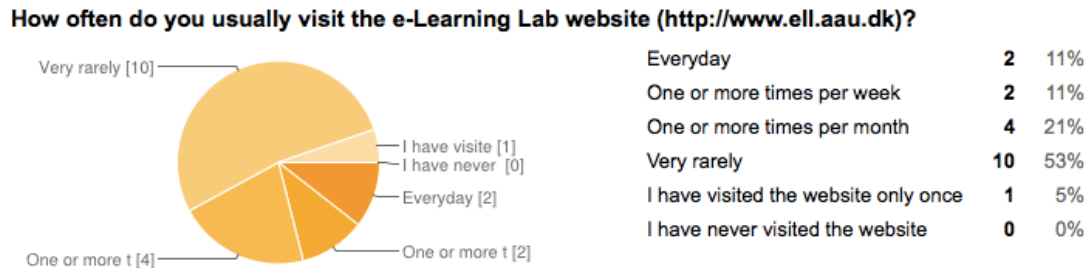 How often do you usually visit the e-Learning Lab website (http://www.ell.aau.dk)?
Very rarely [10]
I have visite [1]
I have never [0]
Everyday [2]
One or more t [2]
One or more t [4]
Everyday 2 11%
One or more times per week 2 11%
One or more times per month 4 21%
Very rarely 10 53%
I have visited the website only once 1 5%
I have never visited the website 0 0%